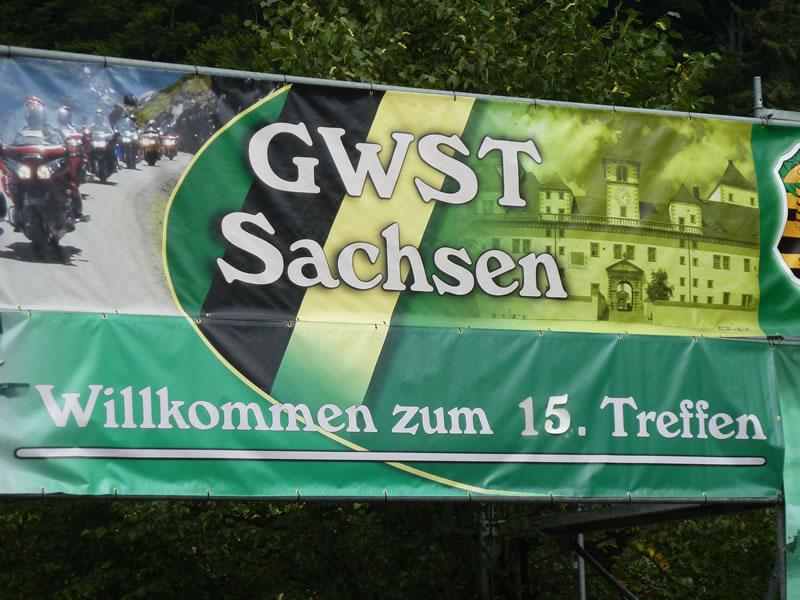 GWST
Sachsen
Willkommen zum 15. Treffen